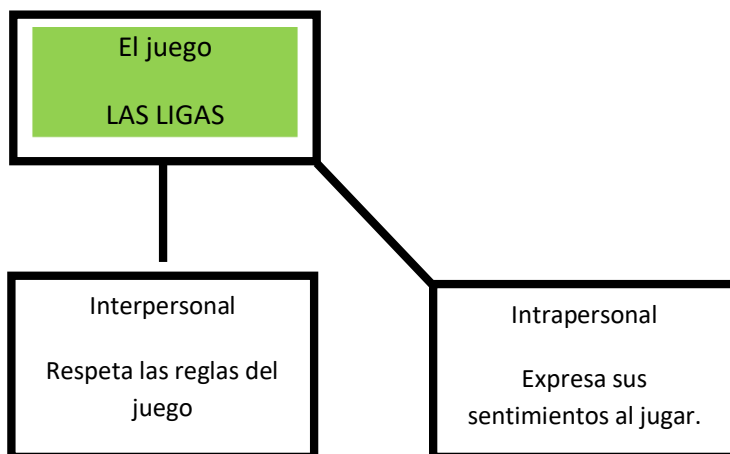 El juego
LAS LIGAS
Interpersonal
Respeta las reglas del
juego
Intrapersonal
Expresa sus
sentimientos al jugar.